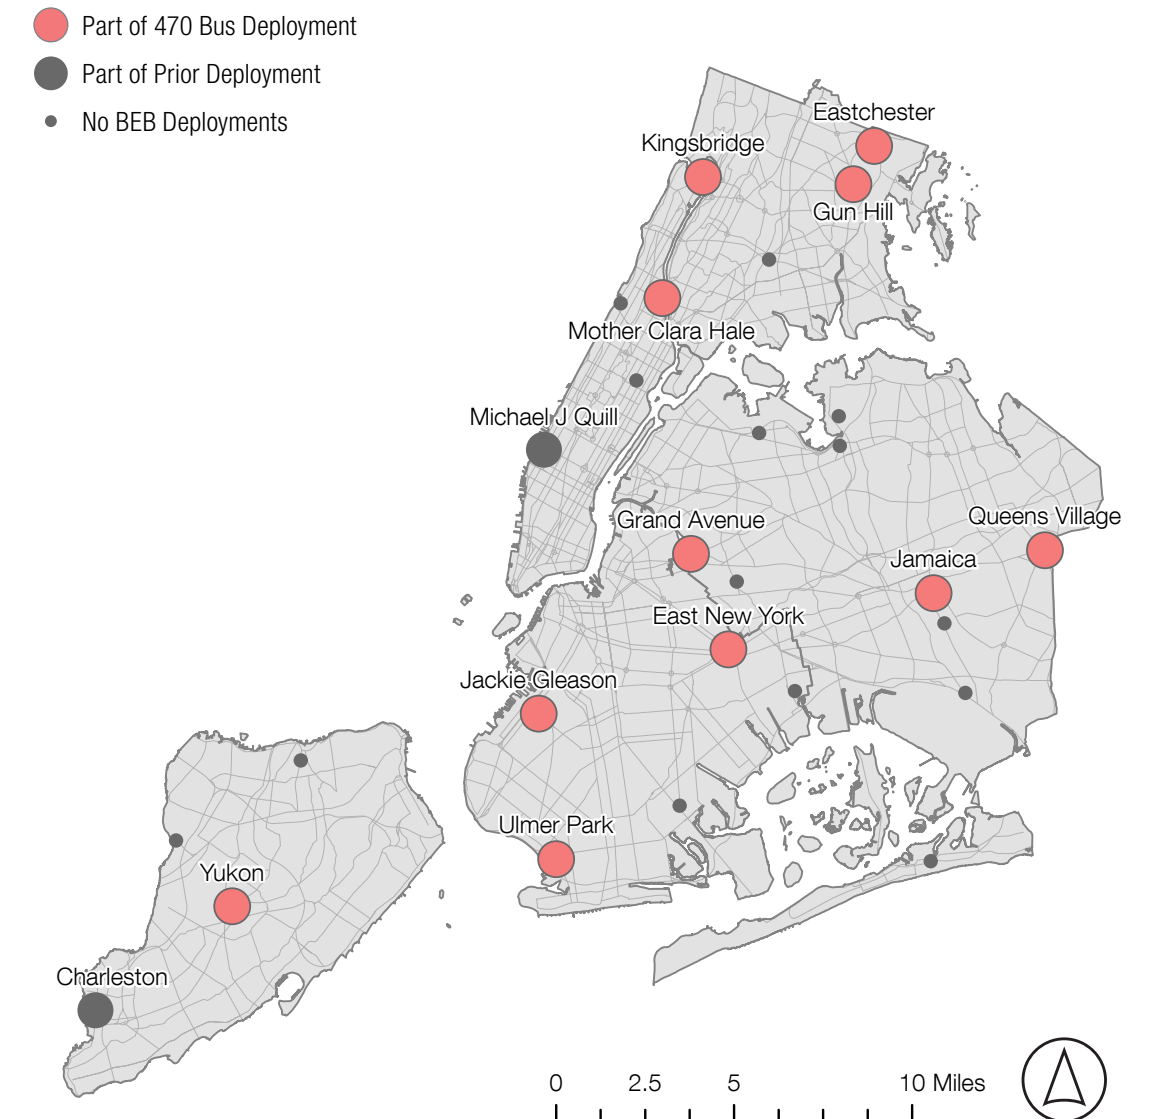 Part of 470 Bus Deployment
Part of Prior Deployment
No BEB Deployments
Eastchester
Kingsbridge
Gun Hill
Mother Clara Hale
Michael J Quill
Grand Avenue
Queens Village
Jamaica
East New York
Jackie Gleason
Ulmer Park
Yukon
Charleston
0 2.5 5 10 Miles